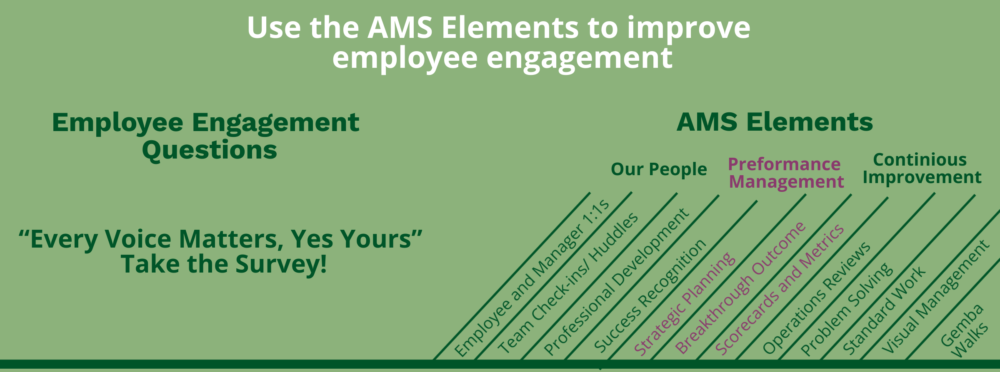 Use the AMS Elements to improve
employee engagement
Employee Engagement
Questions
“Every Voice Matters, Yes Yours”
Take the Survey!
AMS Elements
Our People
Preformance
Management
Continious
Improvement
Employee and Manager 1:1s
Team Check-ins/ Huddles
Professional Development
Success Recognition
Strategic Planning
Breakthrough Outcome
Scorecards and Metrics
Operations Reviews
Problem Solving
Standard Work
Visual Management
Gemba
Walks